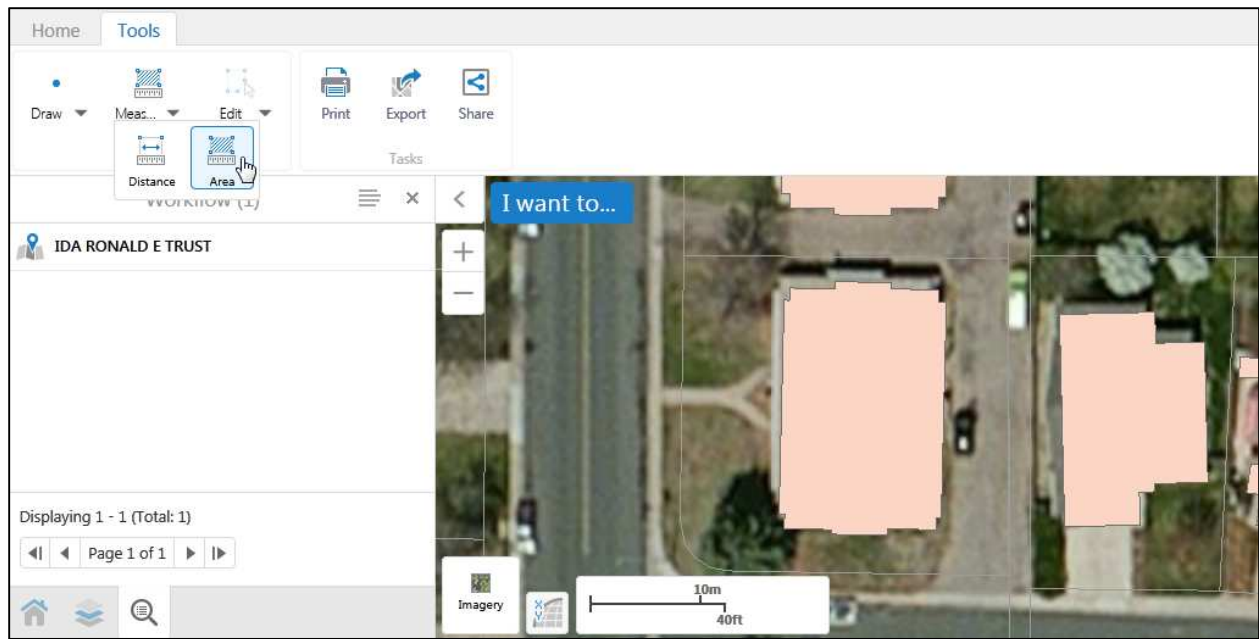 Home Tools
Draw Meas... Edit Print Export Share
Tasks
Distance Area
Workflow (1)
I want to...
IDA RONALD E TRUST
Displaying 1 - 1 (Total: 1)
Page 1 of 1
Imagery
X
Y
10m
40ft